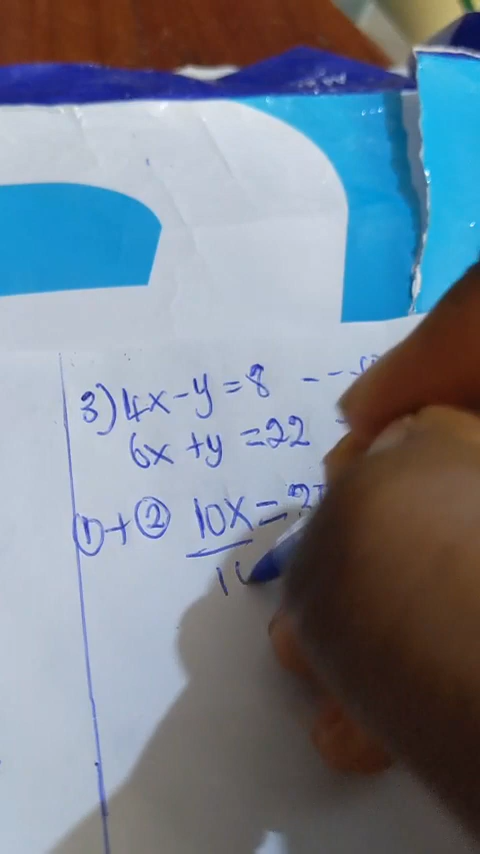 3) 4x-y=8 ---
6x+y=22
①+② 10x=